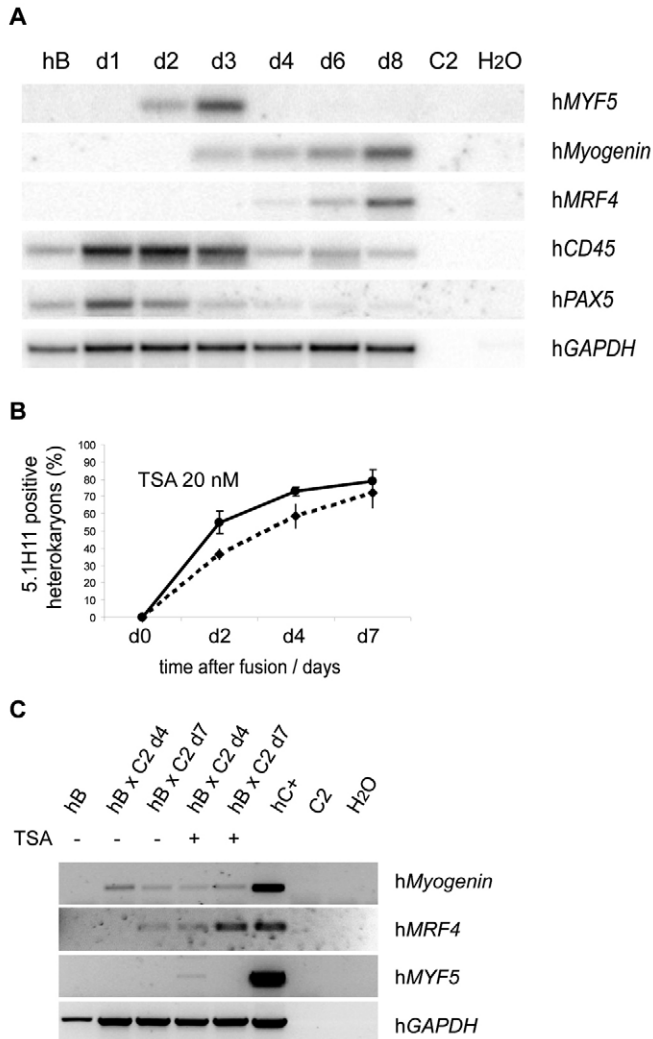 A
hB d1 d2 d3 d4 d6 d8 C2 H2O
hMYF5
hMyogenin
hMRF4
hCD45
hPAX5
hGAPDH
B
TSA 20 nM
5.1H11 positive
heterokaryons (%)
100
90
80
70
60
50
40
30
20
10
0
d0 d2 d4 d7
time after fusion / days
C
hB hB x C2 d4 hB x C2 d7 hB x C2 d4 hB x C2 d7 hC+ C2 H2O
TSA - - - + +
hMyogenin
hMRF4
hMYF5
hGAPDH